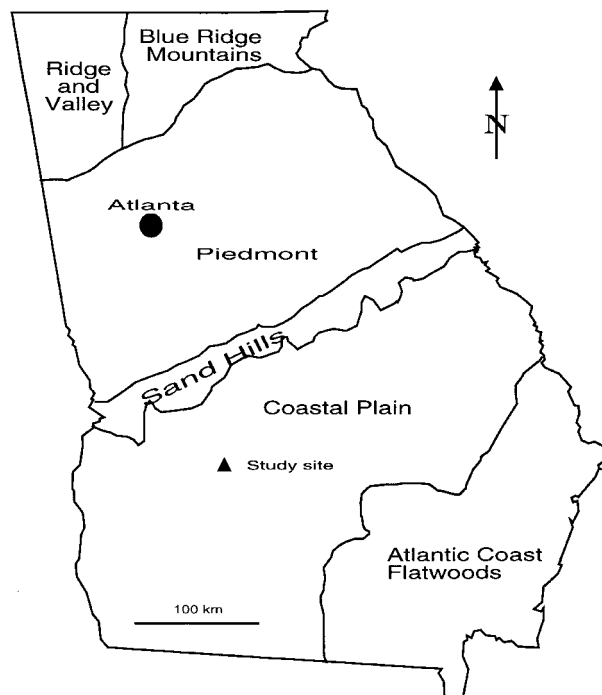 Blue Ridge
Mountains
Ridge
and
Valley
N
Atlanta
Piedmont
Sand Hills
Coastal Plain
Study site
Atlantic Coast
Flatwoods
100 km